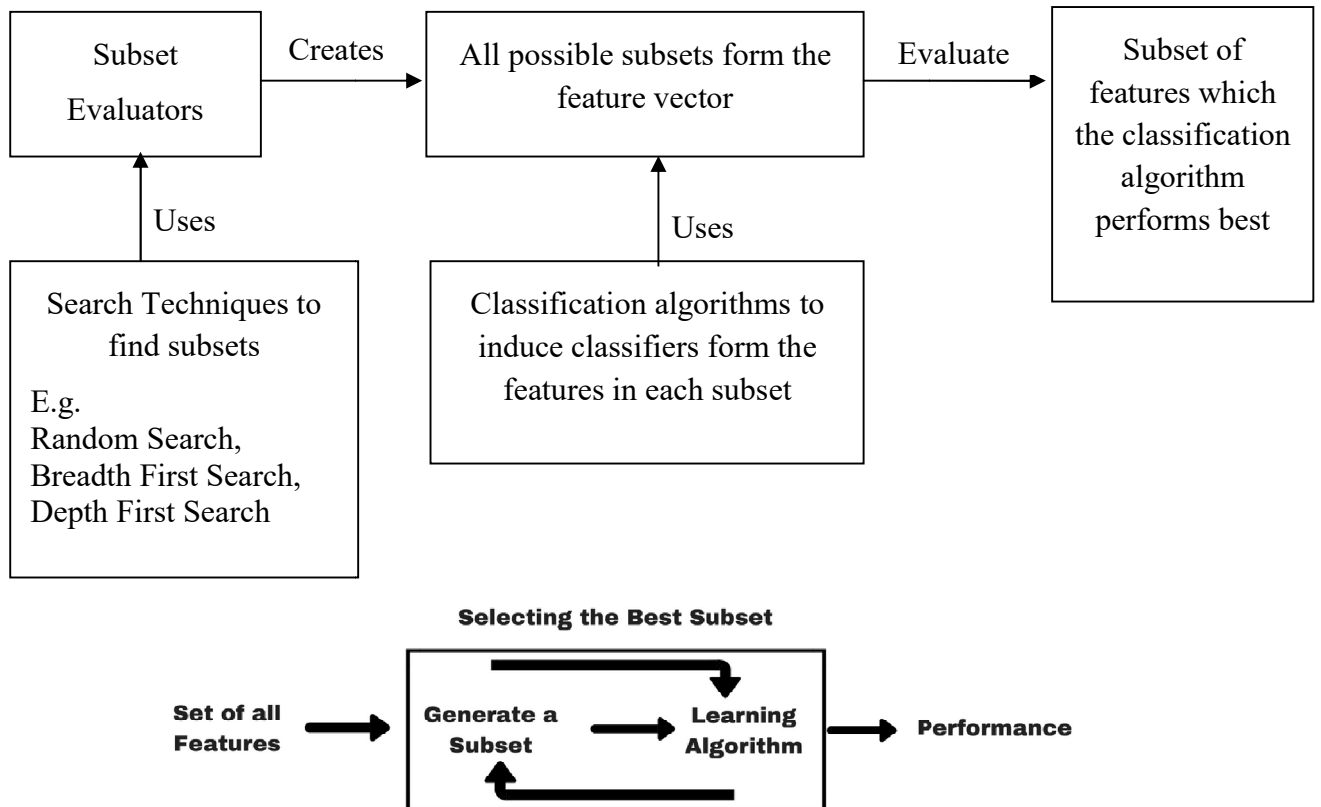 Subset
Evaluators
Creates
All possible subsets form the
feature vector
Evaluate
Subset of
features which
the classification
algorithm
performs best
Uses
Uses
Search Techniques to
find subsets
E.g.
Random Search,
Breadth First Search,
Depth First Search
Classification algorithms to
induce classifiers form the
features in each subset
Selecting the Best Subset
Set of all
Features
Generate a
Subset
Learning
Algorithm
Performance